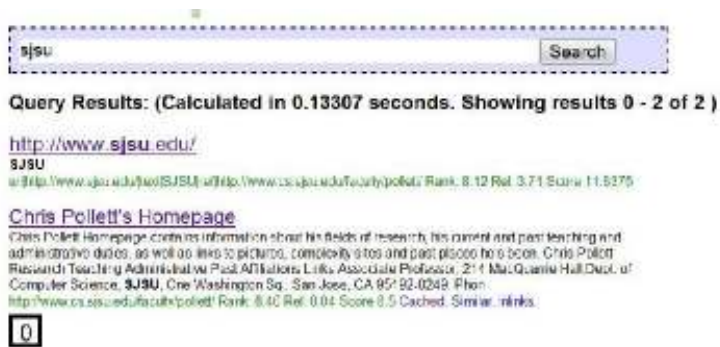 sjsu Search
Query Results: (Calculated in 0.13307 seconds. Showing results 0 - 2 of 2 )
http://www.sjsu.edu/
SJSU
Rank: 8.12 Rel: 3.71 Score 11.8375
Chris Pollett's Homepage
Chris Pollett Homepage contains information about his fields of research, his current and past teaching and
administrative duties, as well as links to pictures, complexity sites and past places he's been. Chris Pollett
Research Teaching Administrative Past Affiliations Links Associate Professor, 214 MacQuarrie Hall Dept. of
Computer Science, SJSU, One Washington Sq., San Jose, CA 95192-0249. Phon
http://www.cs.sjsu.edu/faculty/pollett/ Rank: 8.46 Rel: 0.04 Score 8.5 Cached. Similar. Inlinks.
0